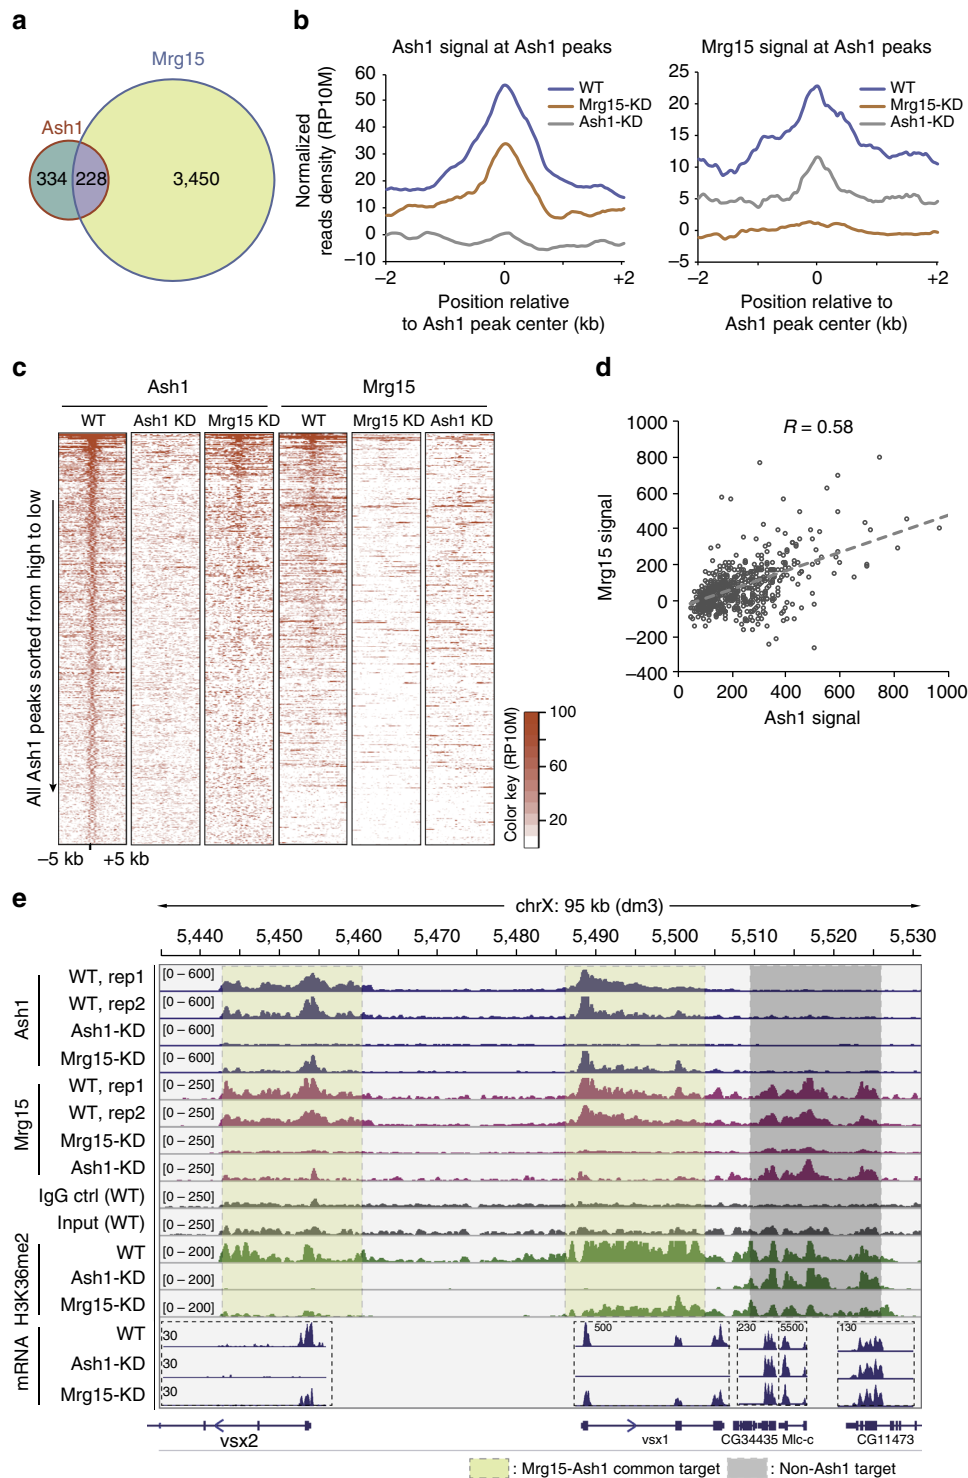 a
Mrg15
Ash1
334
228
3,450
b
Ash1 signal at Ash1 peaks
Normalized
reads density (RP10M)
60
50
40
30
20
10
0
−10
WT
Mrg15-KD
Ash1-KD
−2
0
+2
Position relative
to Ash1 peak center (kb)
Mrg15 signal at Ash1 peaks
25
20
15
10
5
0
−5
WT
Mrg15-KD
Ash1-KD
−2
0
+2
Position relative to
Ash1 peak center (kb)
c
Ash1
Mrg15
WT
Ash1 KD
Mrg15 KD
WT
Mrg15 KD
Ash1 KD
All Ash1 peaks sorted from high to low
−5 kb
+5 kb
Color key (RP10M)
100
60
20
d
R = 0.58
Mrg15 signal
1000
800
600
400
200
0
−200
−400
0
200
400
600
800
1000
Ash1 signal
e
chrX: 95 kb (dm3)
5,440
5,450
5,460
5,470
5,480
5,490
5,500
5,510
5,520
5,530
Ash1
WT, rep1
[0 – 600]
WT, rep2
[0 – 600]
Ash1-KD
[0 – 600]
Mrg15-KD
[0 – 600]
Mrg15
WT, rep1
[0 – 250]
WT, rep2
[0 – 250]
Mrg15-KD
[0 – 250]
Ash1-KD
[0 – 250]
IgG ctrl (WT)
[0 – 250]
Input (WT)
[0 – 250]
H3K36me2
WT
[0 – 200]
Ash1-KD
[0 – 200]
Mrg15-KD
[0 – 200]
mRNA
WT
30
500
230
5500
130
Ash1-KD
30
Mrg15-KD
30
vsx2
vsx1
CG34435
Mlc-c
CG11473
: Mrg15-Ash1 common target
: Non-Ash1 target